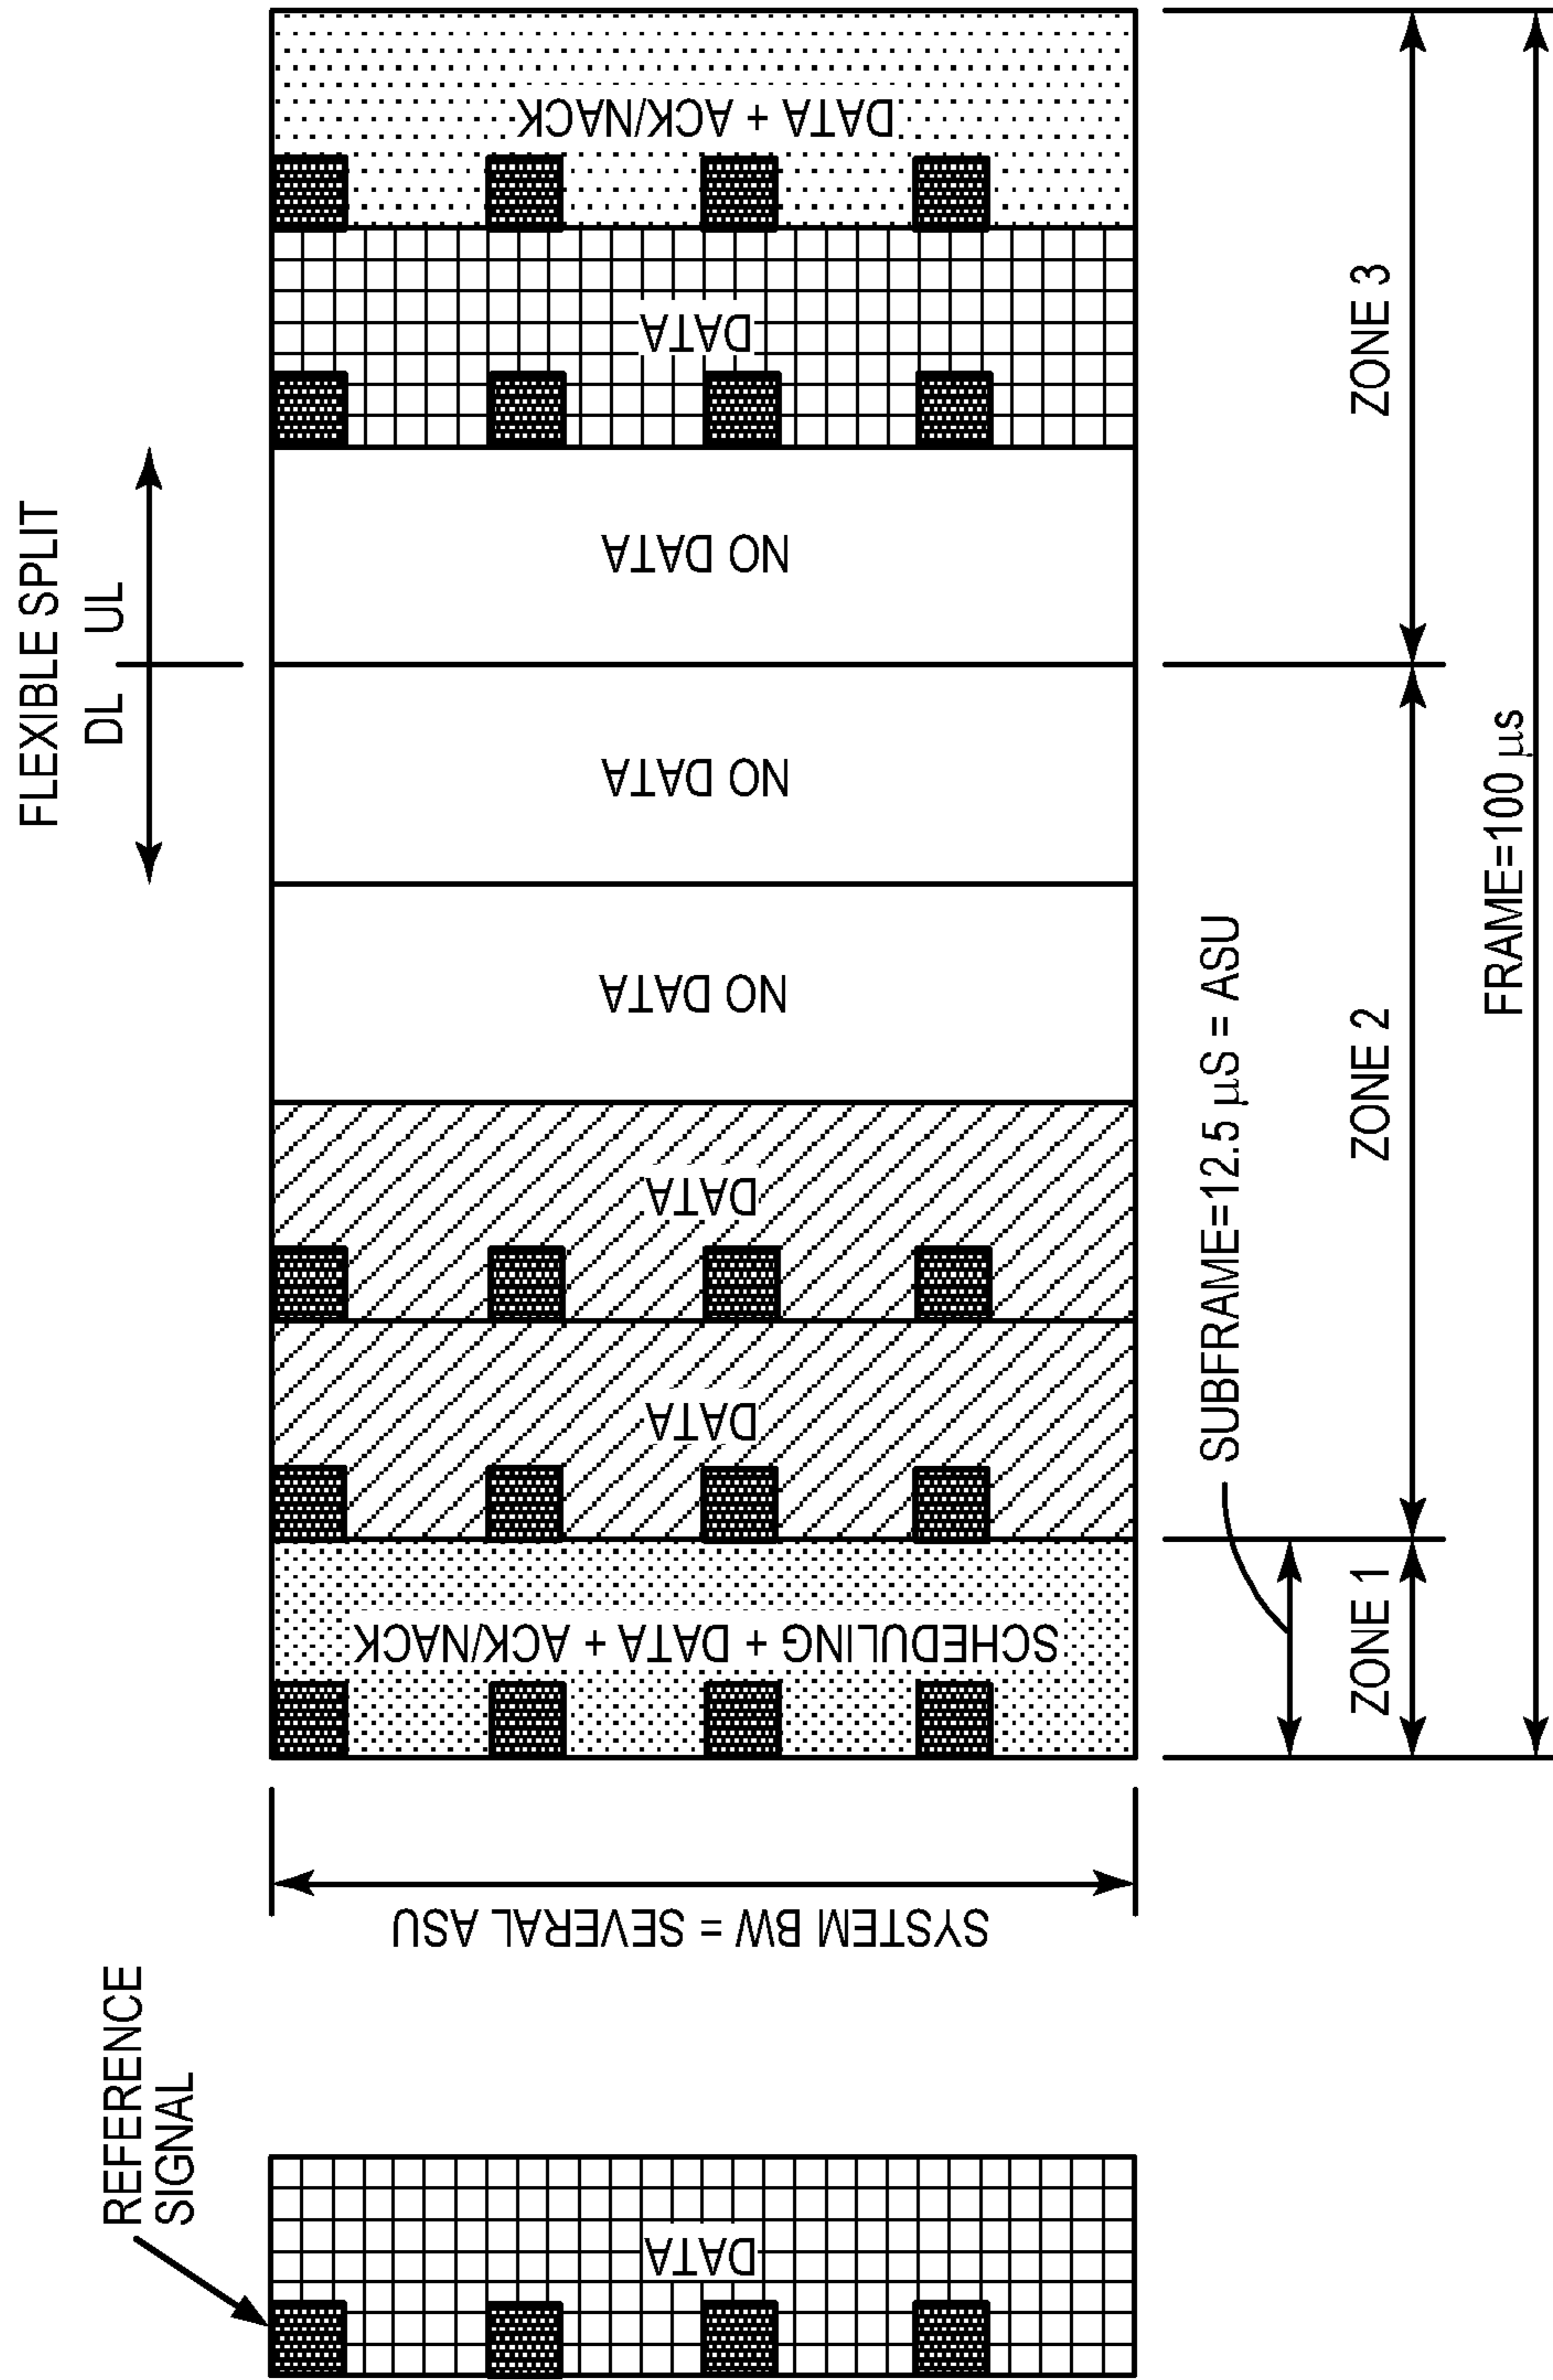 REFERENCE
SIGNAL
DATA
SYSTEM BW = SEVERAL ASU
FLEXIBLE SPLIT
DL UL
SCHEDULING + DATA + ACK/NACK
DATA
DATA
NO DATA
NO DATA
NO DATA
DATA
DATA + ACK/NACK
SUBFRAME=12.5 µS = ASU
ZONE 1
ZONE 2
ZONE 3
FRAME=100 µs